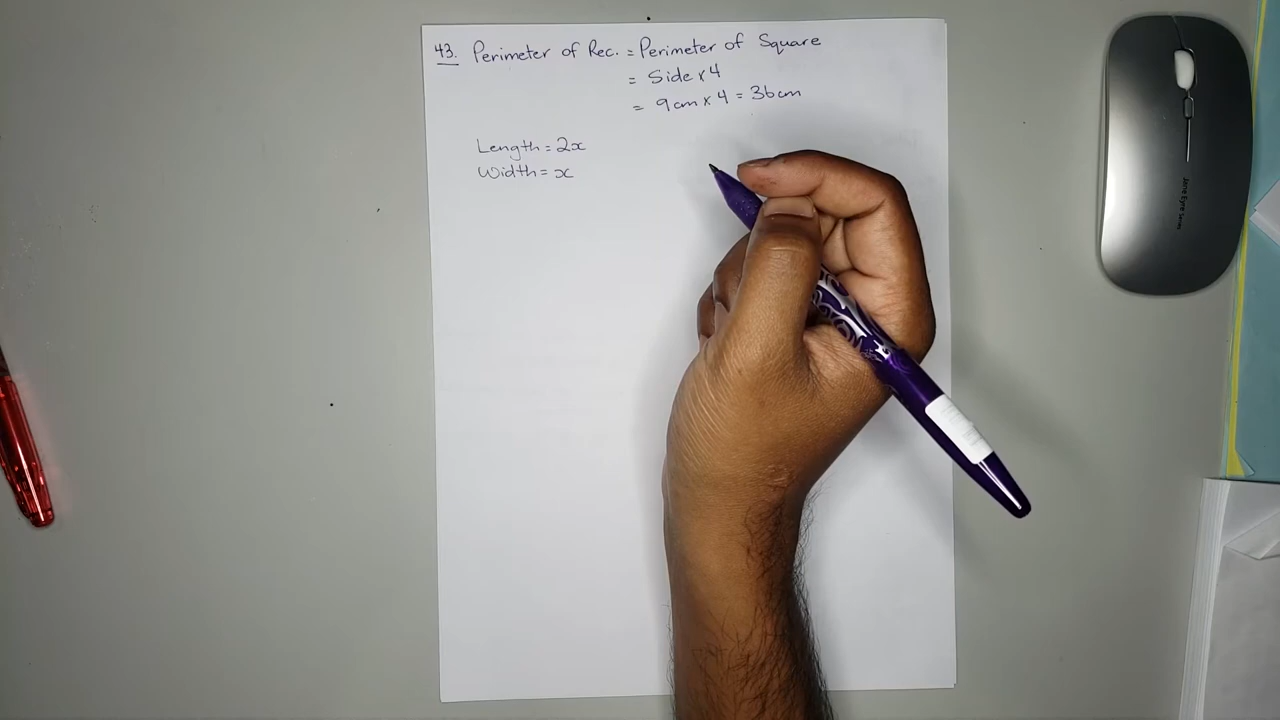 43. Perimeter of Rec. = Perimeter of Square
= Side x 4
= 9cm x 4 = 36cm
Length = 2x
Width = x